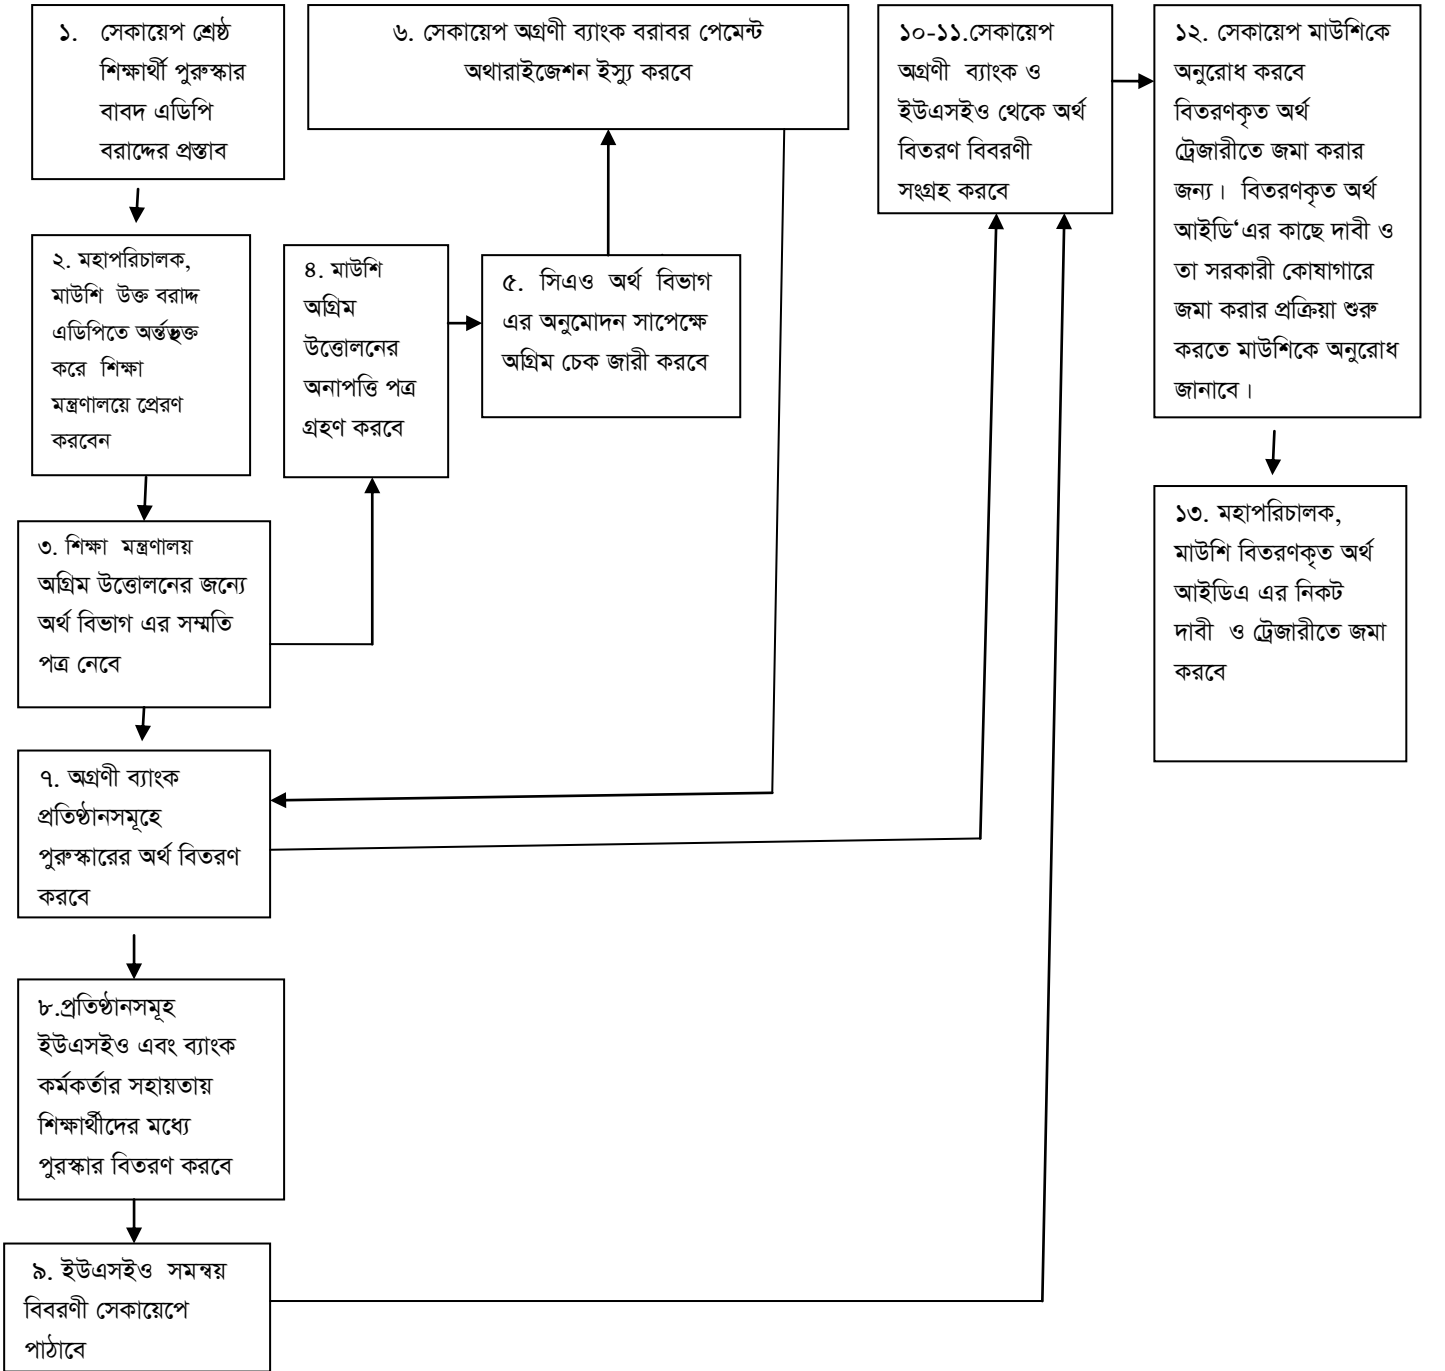 ১. সেকায়েপ শ্রেষ্ঠ
শিক্ষার্থী পুরুস্কার
বাবদ এডিপি
বরাদ্দের প্রস্তাব
২. মহাপরিচালক,
মাউশি উক্ত বরাদ্দ
এডিপিতে অর্ন্তভুক্ত
করে শিক্ষা
মন্ত্রণালয়ে প্রেরণ
করবেন
৩. শিক্ষা মন্ত্রণালয়
অগ্রিম উত্তোলনের জন্যে
অর্থ বিভাগ এর সম্মতি
পত্র নেবে
৪. মাউশি
অগ্রিম
উত্তোলনের
অনাপত্তি পত্র
গ্রহণ করবে
৫. সিএও অর্থ বিভাগ
এর অনুমোদন সাপেক্ষে
অগ্রিম চেক জারী করবে
৬. সেকায়েপ অগ্রণী ব্যাংক বরাবর পেমেন্ট
অথারাইজেশন ইস্যু করবে
৭. অগ্রণী ব্যাংক
প্রতিষ্ঠানসমূহে
পুরুস্কারের অর্থ বিতরণ
করবে
৮.প্রতিষ্ঠানসমূহ
ইউএসইও এবং ব্যাংক
কর্মকর্তার সহায়তায়
শিক্ষার্থীদের মধ্যে
পুরস্কার বিতরণ করবে
৯. ইউএসইও সমন্বয়
বিবরণী সেকায়েপে
পাঠাবে
১০-১১.সেকায়েপ
অগ্রণী ব্যাংক ও
ইউএসইও থেকে অর্থ
বিতরণ বিবরণী
সংগ্রহ করবে
১২. সেকায়েপ মাউশিকে
অনুরোধ করবে
বিতরণকৃত অর্থ
ট্রেজারীতে জমা করার
জন্য। বিতরণকৃত অর্থ
আইডি‘এর কাছে দাবী ও
তা সরকারী কোষাগারে
জমা করার প্রক্রিয়া শুরু
করতে মাউশিকে অনুরোধ
জানাবে।
১৩. মহাপরিচালক,
মাউশি বিতরণকৃত অর্থ
আইডিএ এর নিকট
দাবী ও ট্রেজারীতে জমা
করবে